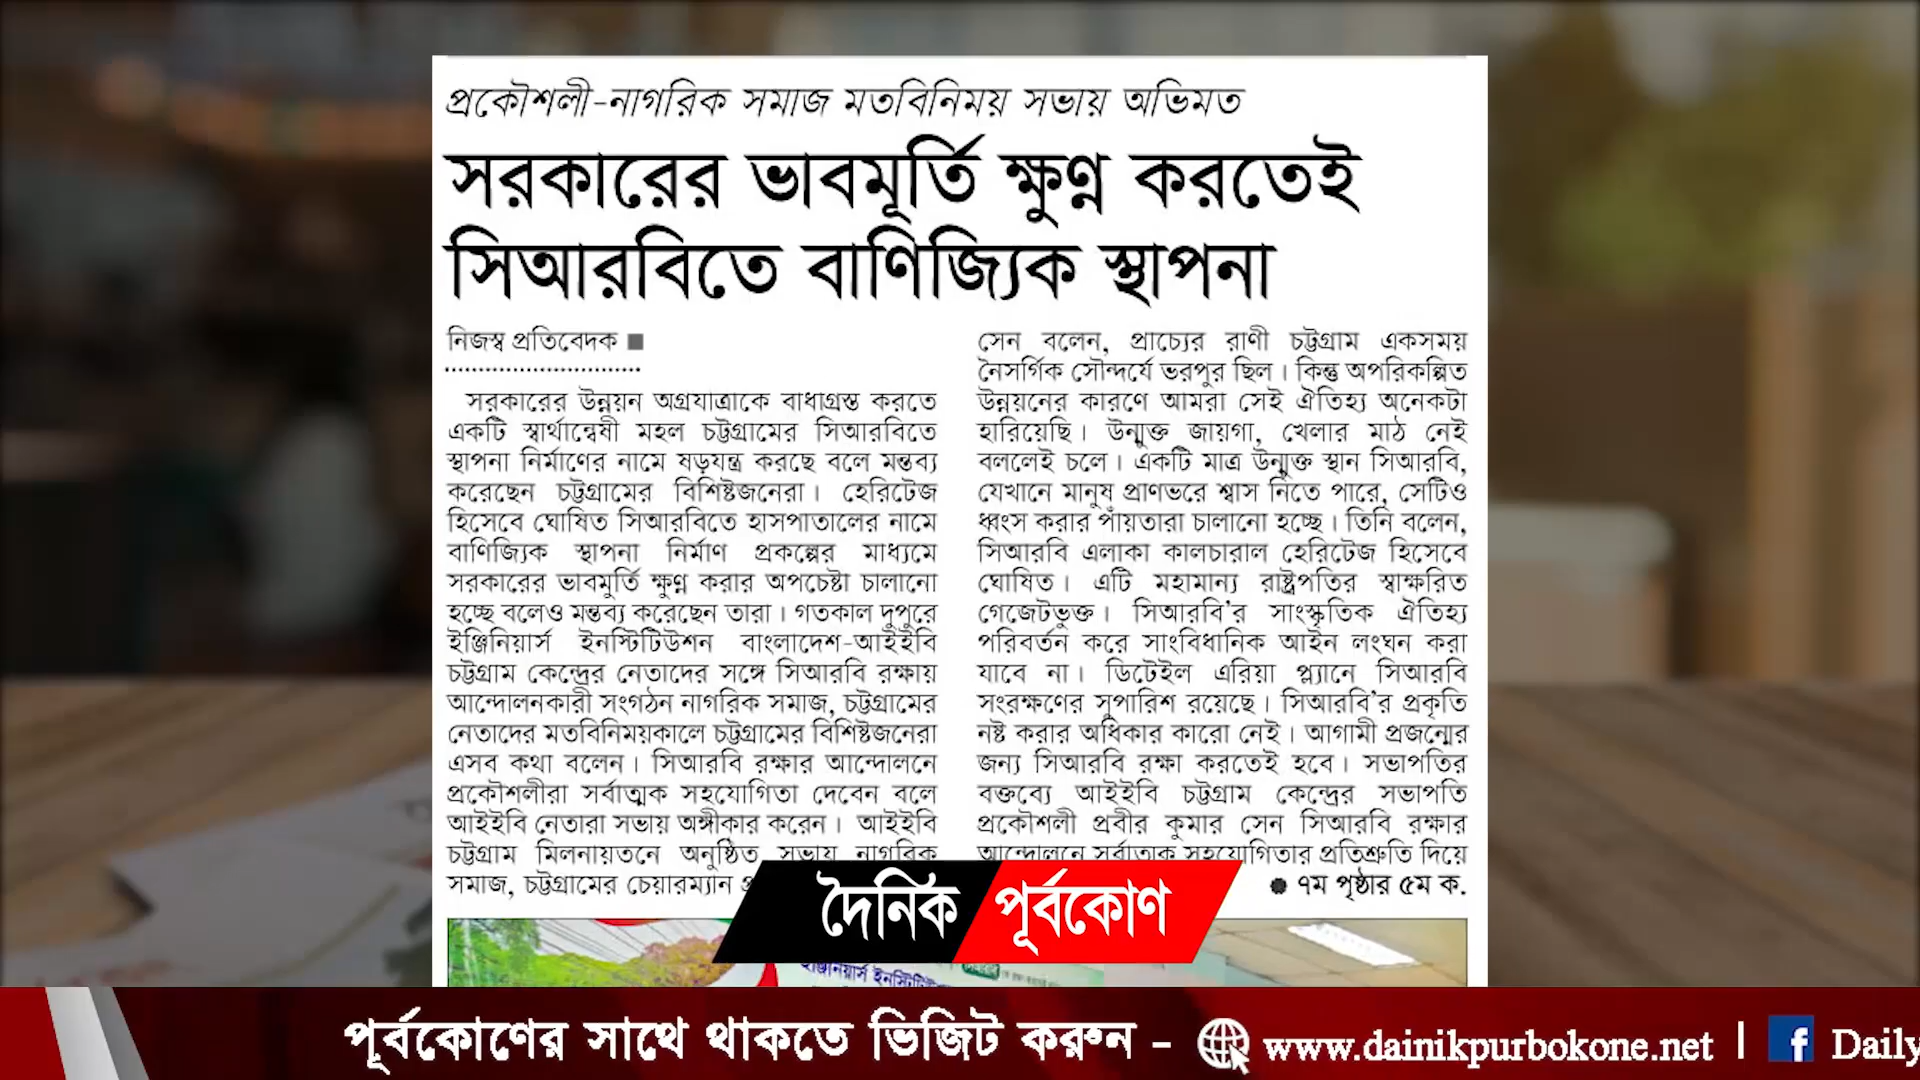 প্রকৌশলী-নাগরিক সমাজ মতবিনিময় সভায় অভিমত
সরকারের ভাবমূর্তি ক্ষুণ্ন করতেই
সিআরবিতে বাণিজ্যিক স্থাপনা
নিজস্ব প্রতিবেদক ■
সরকারের উন্নয়ন অগ্রযাত্রাকে বাধাগ্রস্ত করতে
একটি স্বার্থান্বেষী মহল চট্টগ্রামের সিআরবিতে
স্থাপনা নির্মাণের নামে ষড়যন্ত্র করছে বলে মন্তব্য
করেছেন চট্টগ্রামের বিশিষ্টজনেরা। হেরিটেজ
হিসেবে ঘোষিত সিআরবিতে হাসপাতালের নামে
বাণিজ্যিক স্থাপনা নির্মাণ প্রকল্পের মাধ্যমে
সরকারের ভাবমুর্তি ক্ষুণ্ন করার অপচেষ্টা চালানো
হচ্ছে বলেও মন্তব্য করেছেন তারা। গতকাল দুপুরে
ইঞ্জিনিয়ার্স ইনস্টিটিউশন বাংলাদেশ-আইইবি
চট্টগ্রাম কেন্দ্রের নেতাদের সঙ্গে সিআরবি রক্ষায়
আন্দোলনকারী সংগঠন নাগরিক সমাজ, চট্টগ্রামের
নেতাদের মতবিনিময়কালে চট্টগ্রামের বিশিষ্টজনেরা
এসব কথা বলেন। সিআরবি রক্ষার আন্দোলনে
প্রকৌশলীরা সর্বাত্মক সহযোগিতা দেবেন বলে
আইইবি নেতারা সভায় অঙ্গীকার করেন। আইইবি
চট্টগ্রাম মিলনায়তনে অনুষ্ঠিত সভায় নাগরিক
সমাজ, চট্টগ্রামের চেয়ারম্যান
সেন বলেন, প্রাচ্যের রাণী চট্টগ্রাম একসময়
নৈসর্গিক সৌন্দর্যে ভরপুর ছিল। কিন্তু অপরিকল্পিত
উন্নয়নের কারণে আমরা সেই ঐতিহ্য অনেকটা
হারিয়েছি। উন্মুক্ত জায়গা, খেলার মাঠ নেই
বললেই চলে। একটি মাত্র উন্মুক্ত স্থান সিআরবি,
যেখানে মানুষ প্রাণভরে শ্বাস নিতে পারে, সেটিও
ধ্বংস করার পাঁয়তারা চালানো হচ্ছে। তিনি বলেন,
সিআরবি এলাকা কালচারাল হেরিটেজ হিসেবে
ঘোষিত। এটি মহামান্য রাষ্ট্রপতির স্বাক্ষরিত
গেজেটভুক্ত। সিআরবি'র সাংস্কৃতিক ঐতিহ্য
পরিবর্তন করে সাংবিধানিক আইন লংঘন করা
যাবে না। ডিটেইল এরিয়া প্ল্যানে সিআরবি
সংরক্ষণের সুপারিশ রয়েছে। সিআরবি'র প্রকৃতি
নষ্ট করার অধিকার কারো নেই। আগামী প্রজন্মের
জন্য সিআরবি রক্ষা করতেই হবে। সভাপতির
বক্তব্যে আইইবি চট্টগ্রাম কেন্দ্রের সভাপতি
প্রকৌশলী প্রবীর কুমার সেন সিআরবি রক্ষার
আন্দোলনে সর্বাত্মক সহযোগিতার প্রতিশ্রুতি দিয়ে
● ৭ম পৃষ্ঠার ৫ম ক.
দৈনিক পূর্বকোণ
পূর্বকোণের সাথে থাকতে ভিজিট করুন - www.dainikpurbokone.net | Daily